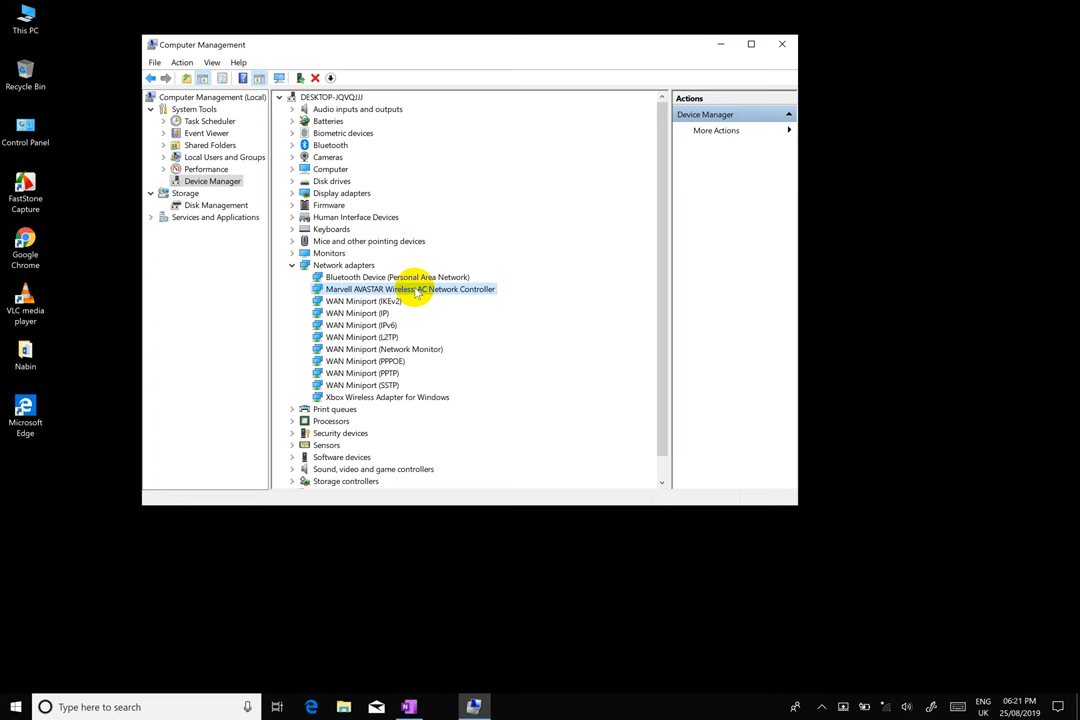 This PC
Recycle Bin
Control Panel
FastStone
Capture
Google
Chrome
VLC media
player
Nabin
Microsoft
Edge
Computer Management
File Action View Help
Computer Management (Local)
System Tools
Task Scheduler
Event Viewer
Shared Folders
Local Users and Groups
Performance
Device Manager
Storage
Disk Management
Services and Applications
DESKTOP-JQVQJJJ
Audio inputs and outputs
Batteries
Biometric devices
Bluetooth
Cameras
Computer
Disk drives
Display adapters
Firmware
Human Interface Devices
Keyboards
Mice and other pointing devices
Monitors
Network adapters
Bluetooth Device (Personal Area Network)
Marvell AVASTAR Wireless-AC Network Controller
WAN Miniport (IKEv2)
WAN Miniport (IP)
WAN Miniport (IPv6)
WAN Miniport (L2TP)
WAN Miniport (Network Monitor)
WAN Miniport (PPPOE)
WAN Miniport (PPTP)
WAN Miniport (SSTP)
Xbox Wireless Adapter for Windows
Print queues
Processors
Security devices
Sensors
Software devices
Sound, video and game controllers
Storage controllers
Actions
Device Manager
More Actions
Type here to search
ENG
UK
06:21 PM
25/08/2019